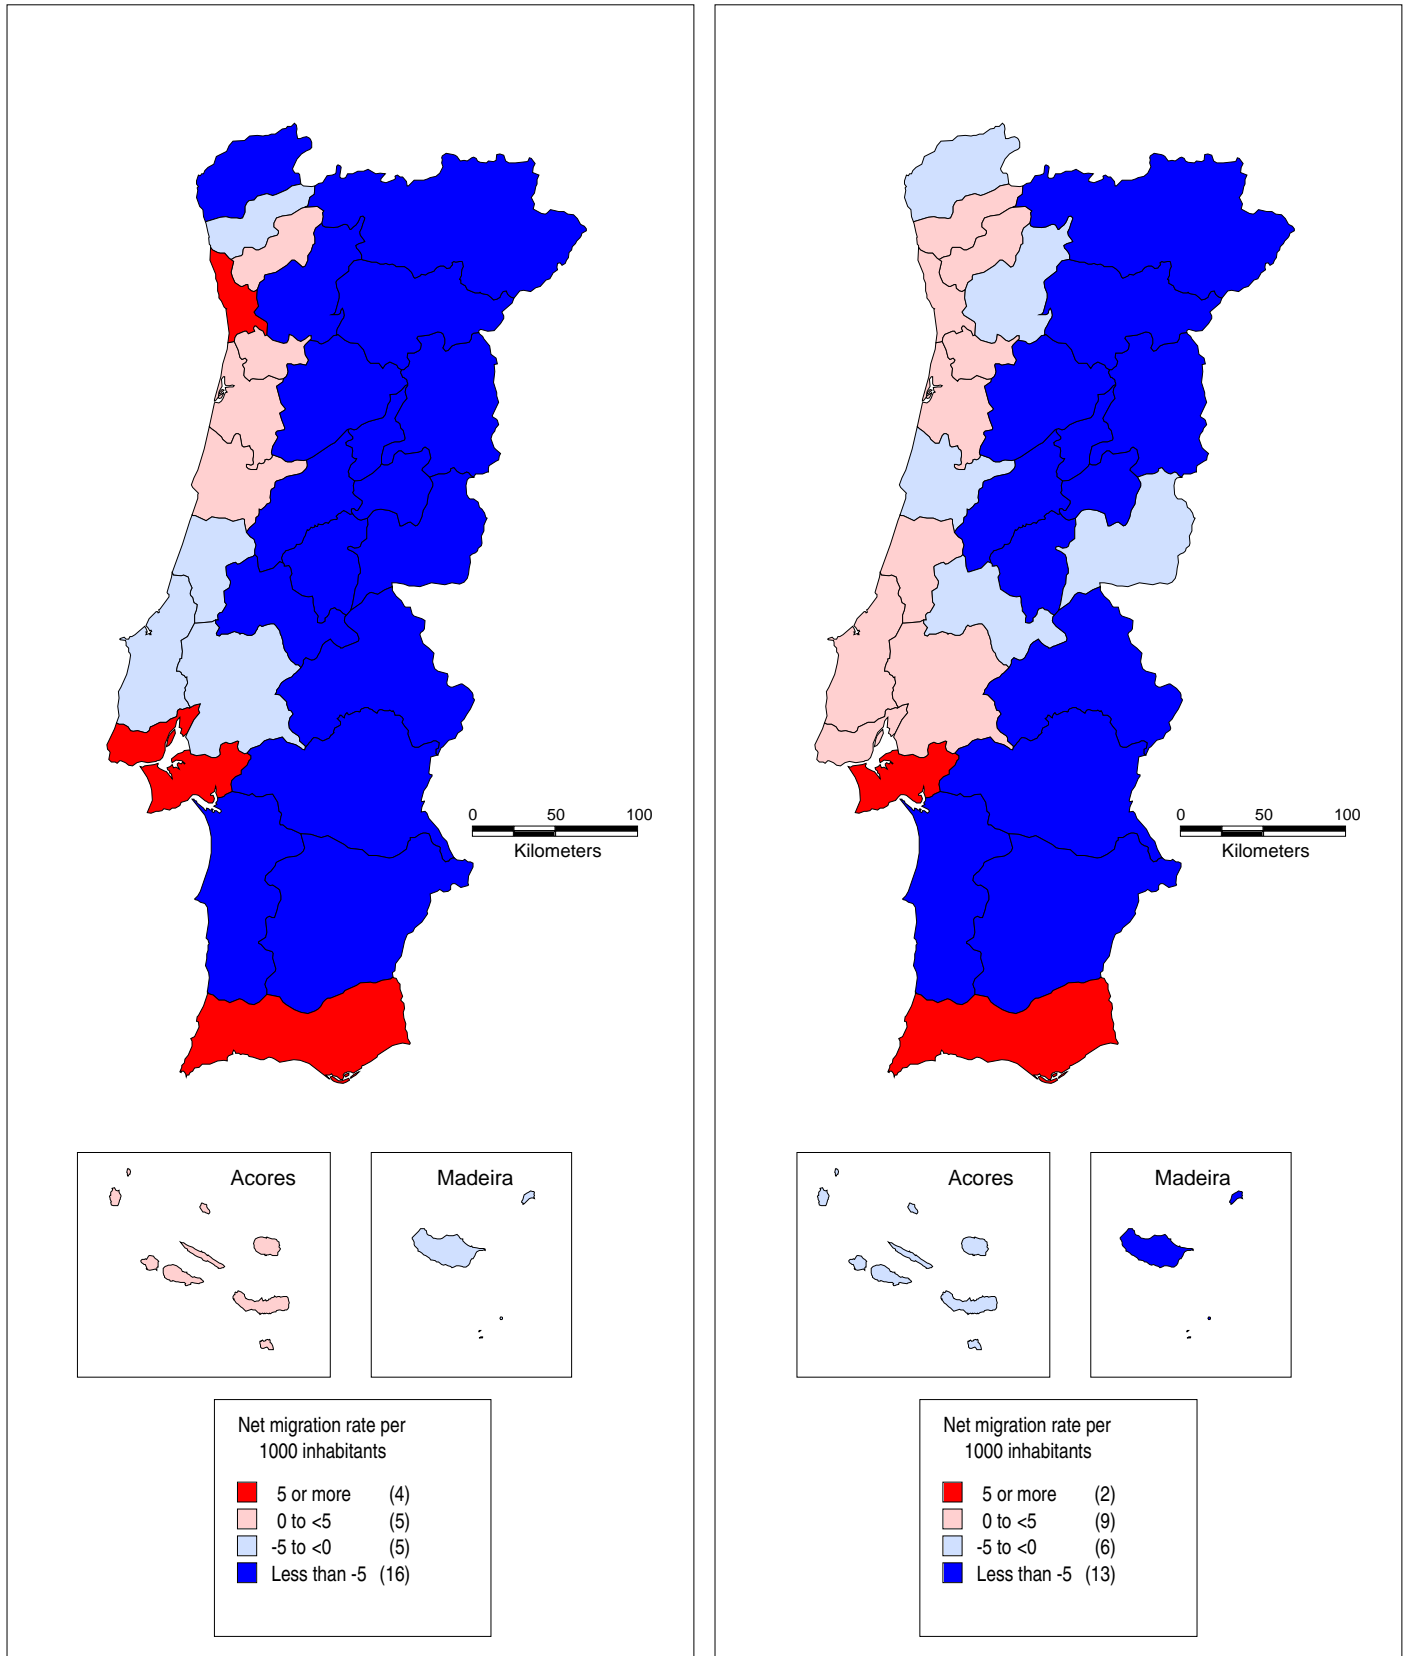 0 50 100
Kilometers
Acores
Madeira
Net migration rate per
1000 inhabitants
5 or more (4)
0 to <5 (5)
-5 to <0 (5)
Less than -5 (16)
0 50 100
Kilometers
Acores
Madeira
Net migration rate per
1000 inhabitants
5 or more (2)
0 to <5 (9)
-5 to <0 (6)
Less than -5 (13)